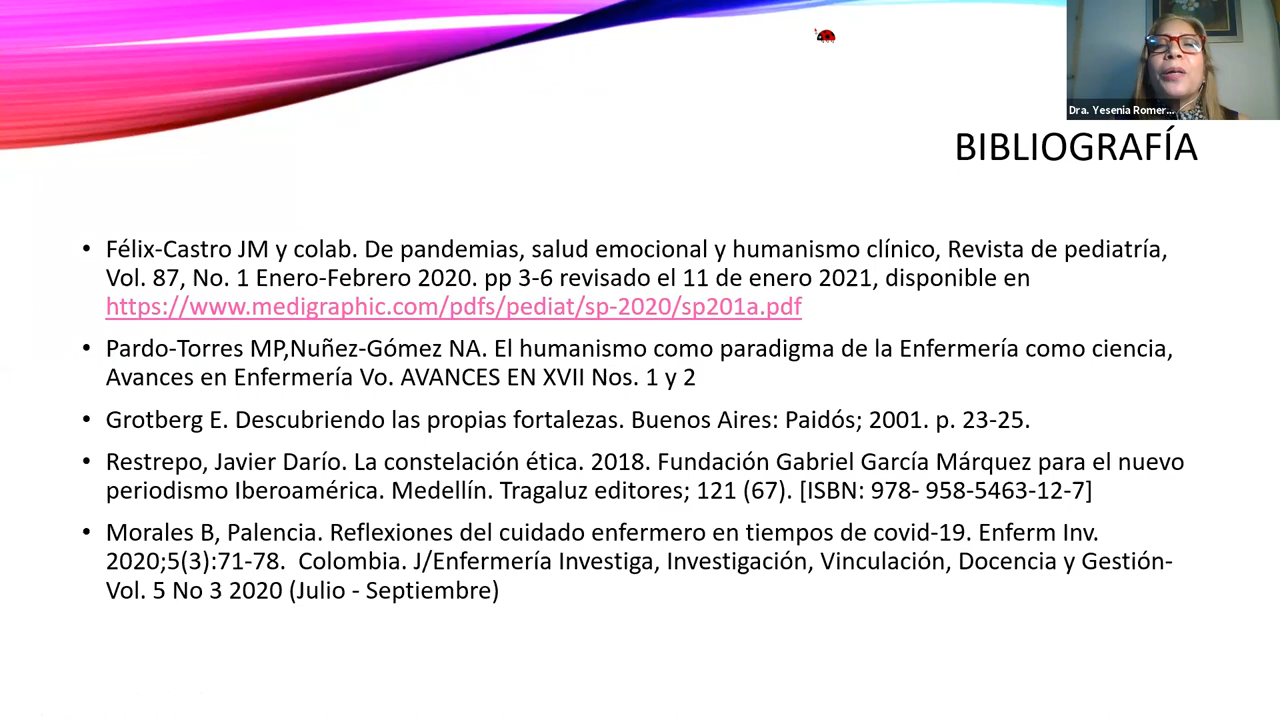 Dra. Yesenia Romer...
BIBLIOGRAFÍA
• Félix-Castro JM y colab. De pandemias, salud emocional y humanismo clínico, Revista de pediatría,
Vol. 87, No. 1 Enero-Febrero 2020. pp 3-6 revisado el 11 de enero 2021, disponible en
https://www.medigraphic.com/pdfs/pediat/sp-2020/sp201a.pdf
• Pardo-Torres MP,Nuñez-Gómez NA. El humanismo como paradigma de la Enfermería como ciencia,
Avances en Enfermería Vo. AVANCES EN XVII Nos. 1 y 2
• Grotberg E. Descubriendo las propias fortalezas. Buenos Aires: Paidós; 2001. p. 23-25.
• Restrepo, Javier Darío. La constelación ética. 2018. Fundación Gabriel García Márquez para el nuevo
periodismo Iberoamérica. Medellín. Tragaluz editores; 121 (67). [ISBN: 978- 958-5463-12-7]
• Morales B, Palencia. Reflexiones del cuidado enfermero en tiempos de covid-19. Enferm Inv.
2020;5(3):71-78.  Colombia. J/Enfermería Investiga, Investigación, Vinculación, Docencia y Gestión-
Vol. 5 No 3 2020 (Julio - Septiembre)